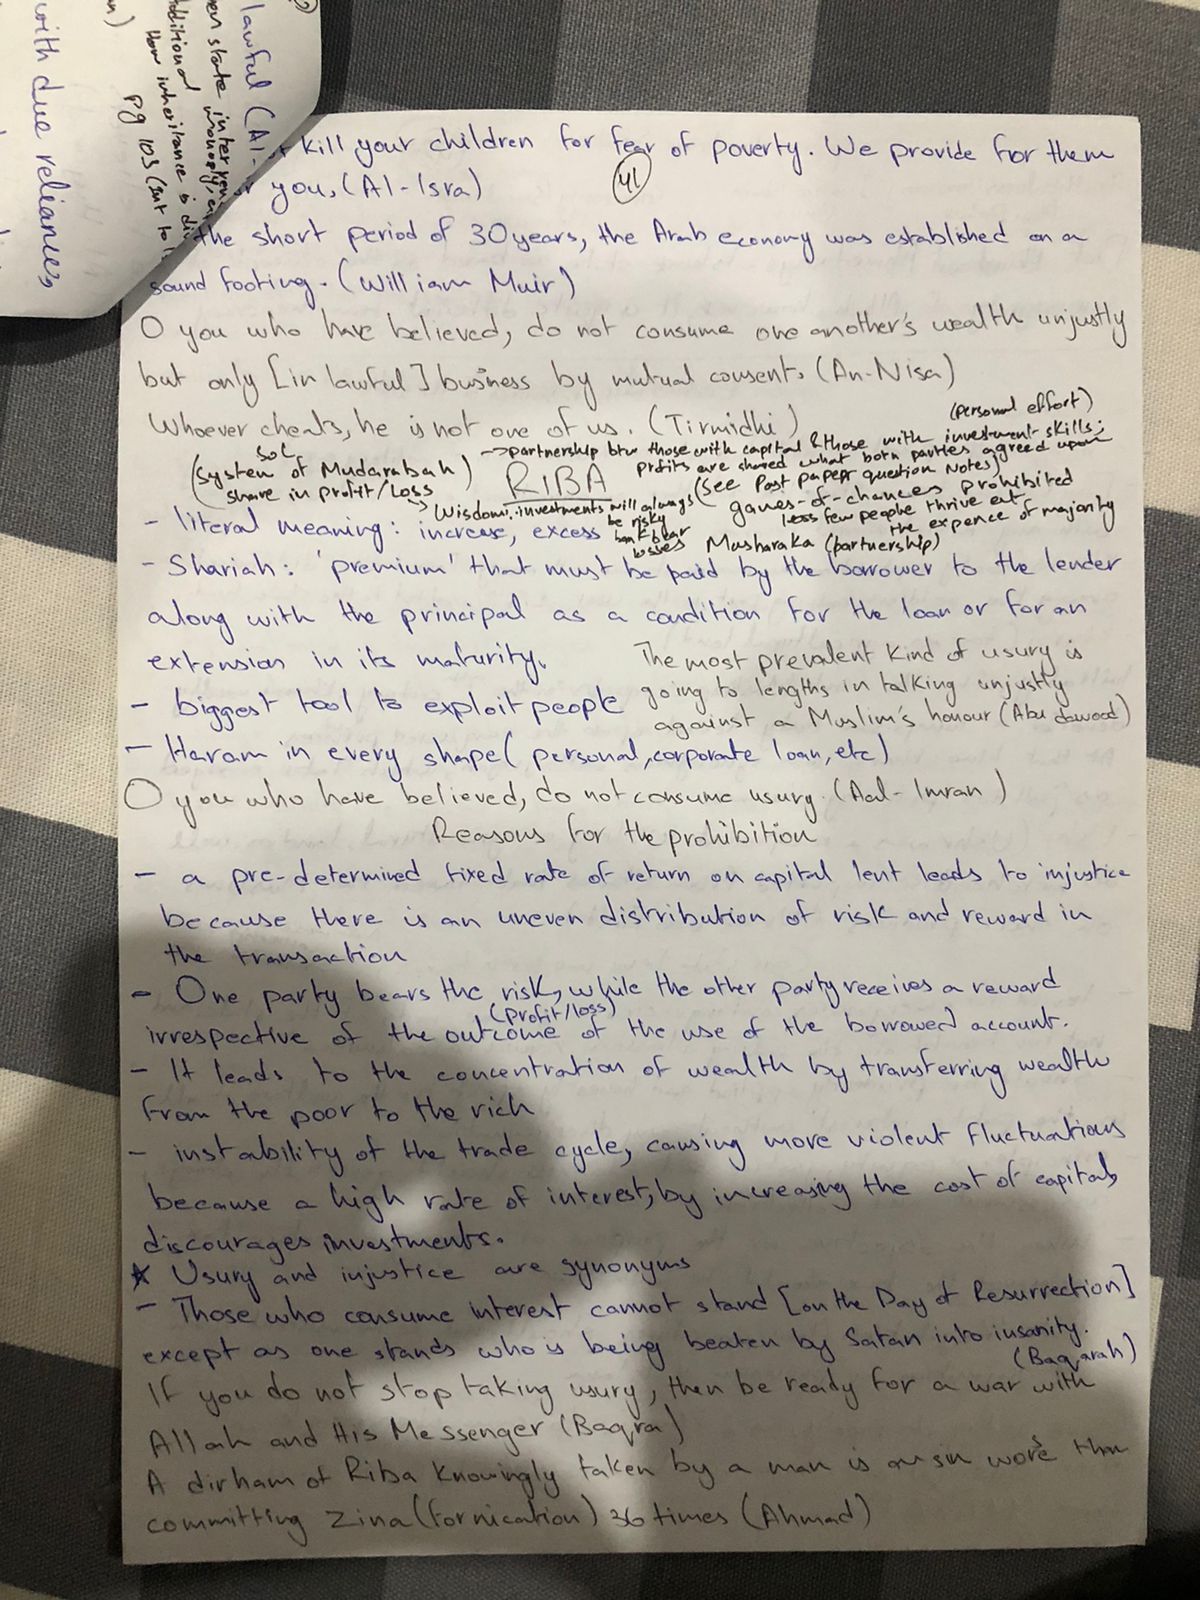 lawful (Al-
en state interven
monopoly, e
dditional
How inheritance is di
pg 103 (int to
with due reliances
kill your children for fear of poverty. We provide for them
you, (Al-Isra)
41
the short period of 30 years, the Arab economy was established on a
sound footing. (William Muir)
O you who have believed, do not consume one another's wealth unjustly
but only [in lawful] business by mutual consent. (An-Nisa)
Whoever cheats, he is not one of us. (Tirmidhi)
(Personal effort)
sol
(System of Mudarabah)
share in profit/Loss
→partnership btw those with capital & those with investment skills;
profits are shared what both parties agreed upon
(See Past paper question Notes)
RIBA
Wisdom: investments will always
be risky
bank bear
losses
games-of-chances prohibited
less few people thrive at
the expence of majority
Musharaka (partnership)
- literal meaning: increase, excess
- Shariah: 'premium' that must be paid by the borrower to the lender
along with the principal as a condition for the loan or for an
extension in its maturity.
The most prevalent kind of usury is
going to lengths in talking unjustly
against a Muslim's honour (Abu dawood)
- biggest tool to exploit people
- Haram in every shape (personal, corporate loan, etc)
O you who have believed, do not consume usury. (Aal-Imran)
Reasons for the prohibition
- a pre-determined fixed rate of return on capital lent leads to injustice
because there is an uneven distribution of risk and reward in
the transaction
- One party bears the risk, while the other party receives a reward
(profit/loss)
irrespective of the outcome of the use of the borrowed account.
- It leads to the concentration of wealth by transferring wealth
from the poor to the rich
- instability of the trade cycle, causing more violent fluctuations
because a high rate of interest, by increasing the cost of capital,
discourages investments.
* Usury and injustice are synonyms
- Those who consume interest cannot stand [on the Day of Resurrection]
except as one stands who is being beaten by Satan into insanity.
(Baqarah)
If you do not stop taking usury, then be ready for a war with
Allah and His Messenger (Baqra)
A dirham of Riba knowingly taken by a man is a sin worse than
committing Zina (fornication) 36 times (Ahmad)